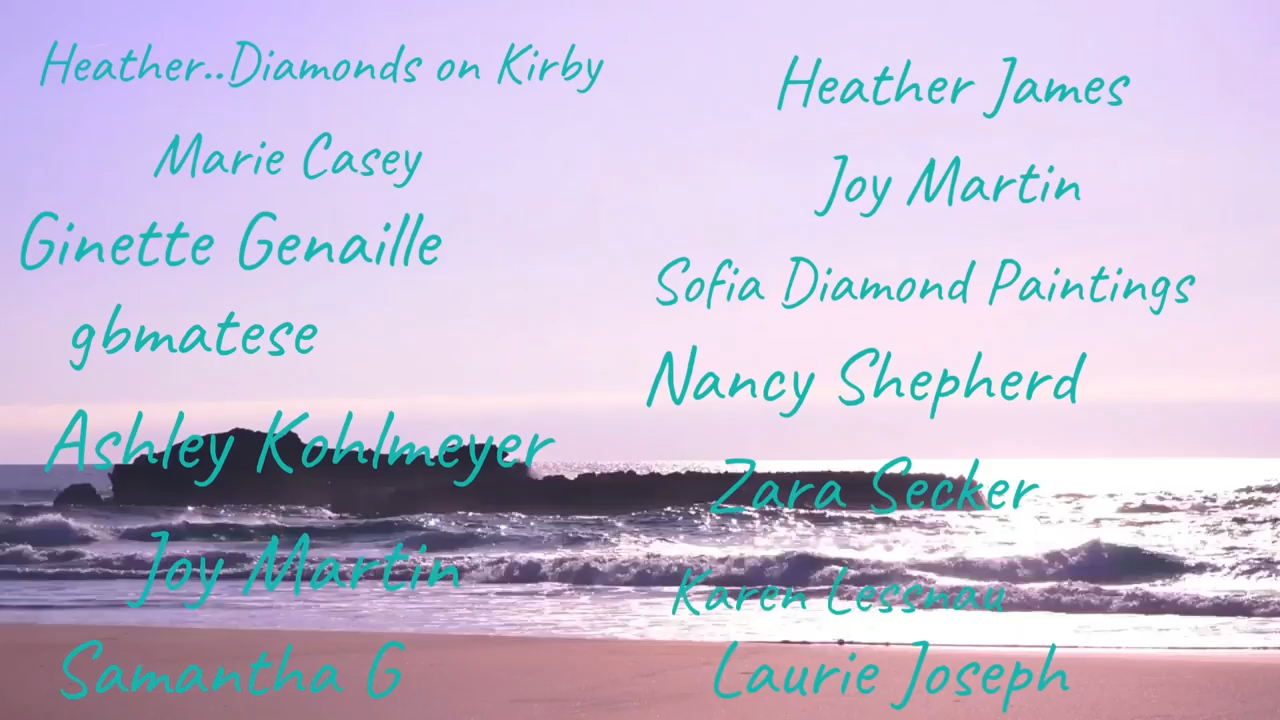 Heather..Diamonds on Kirby
Marie Casey
Ginette Genaille
gbmatese
Ashley Kohlmeyer
Joy Martin
Samantha G
Heather James
Joy Martin
Sofia Diamond Paintings
Nancy Shepherd
Zara Secker
Karen Lessnau
Laurie Joseph